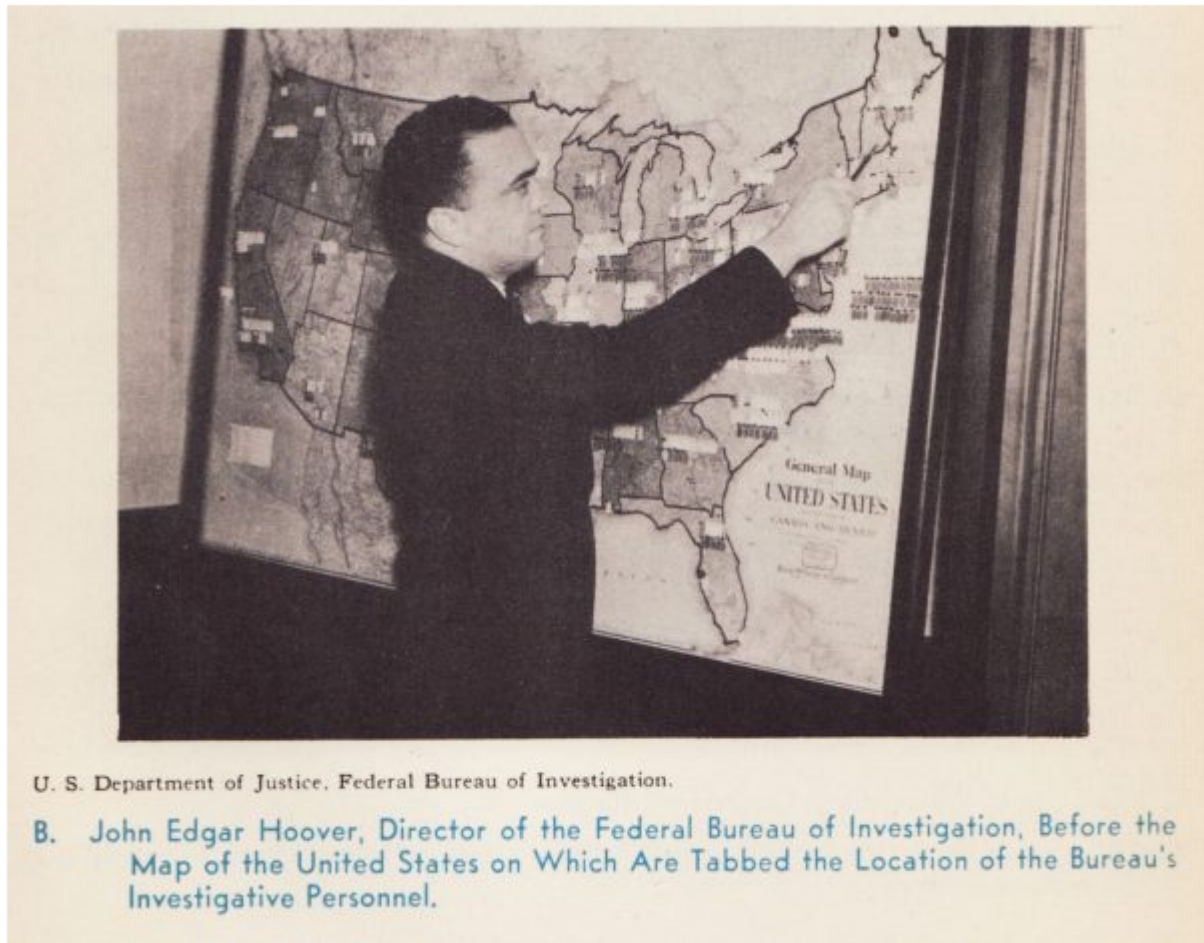 General Map
UNITED STATES
U. S. Department of Justice, Federal Bureau of Investigation.
B. John Edgar Hoover, Director of the Federal Bureau of Investigation, Before the
Map of the United States on Which Are Tabbed the Location of the Bureau's
Investigative Personnel.